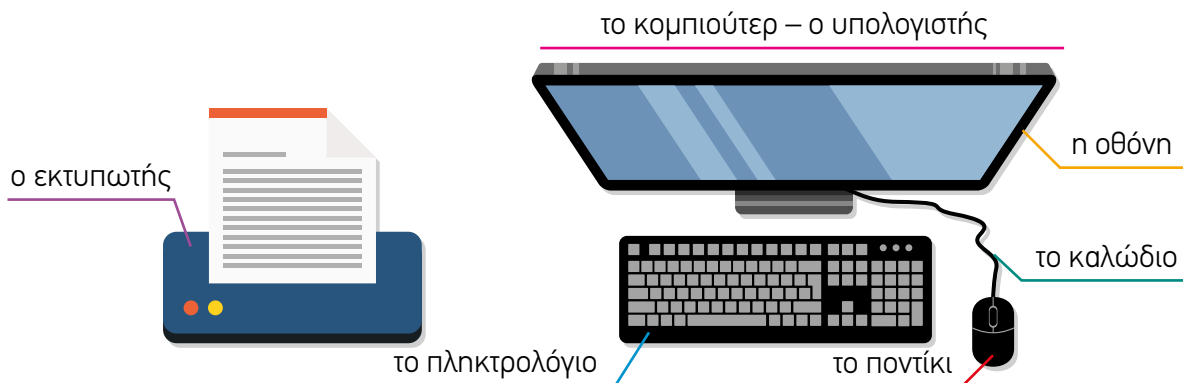 το κομπιούτερ – ο υπολογιστής
η οθόνη
ο εκτυπωτής
το καλώδιο
το πληκτρολόγιο
το ποντίκι